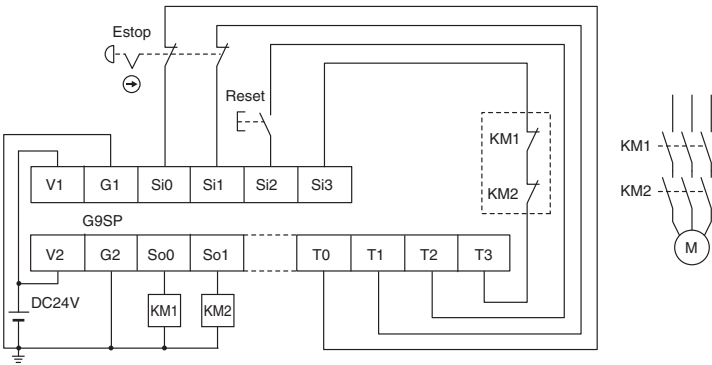 Estop
Reset
KM1
KM2
KM1
KM2
V1 G1 Si0 Si1 Si2 Si3
G9SP
V2 G2 So0 So1 T0 T1 T2 T3
M
DC24V
KM1 KM2